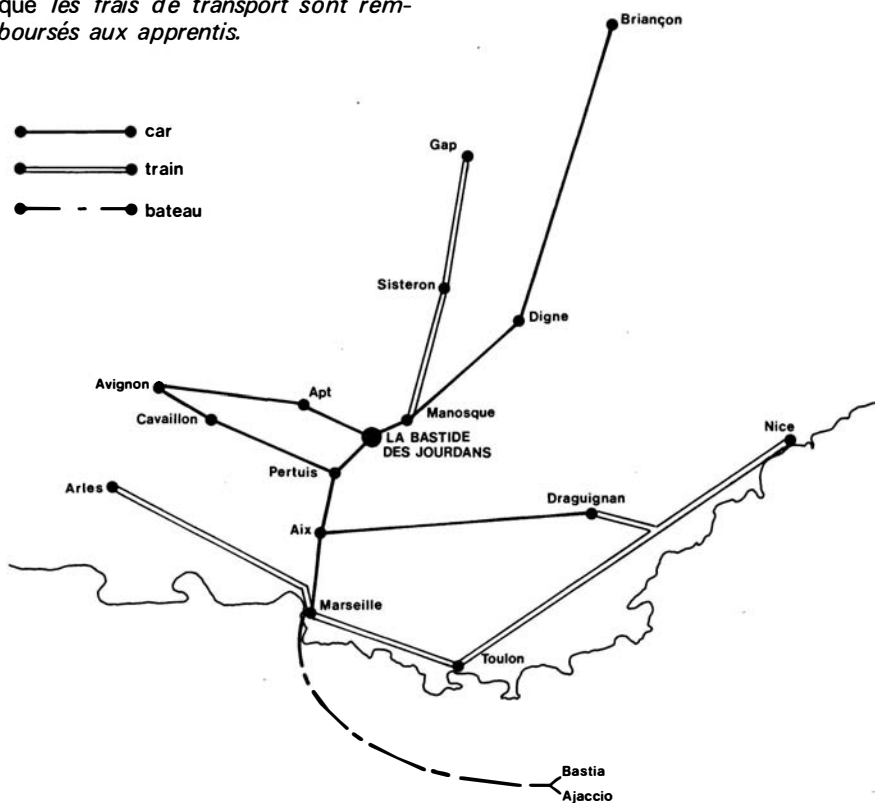 que les frais de transport sont rem-
boursés aux apprentis.
Briançon
car
train
bateau
Gap
Sisteron
Digne
Avignon
Apt
Cavaillon
Manosque
LA BASTIDE
DES JOURDANS
Nice
Pertuis
Arles
Draguignan
Aix
Marseille
Toulon
Bastia
Ajaccio